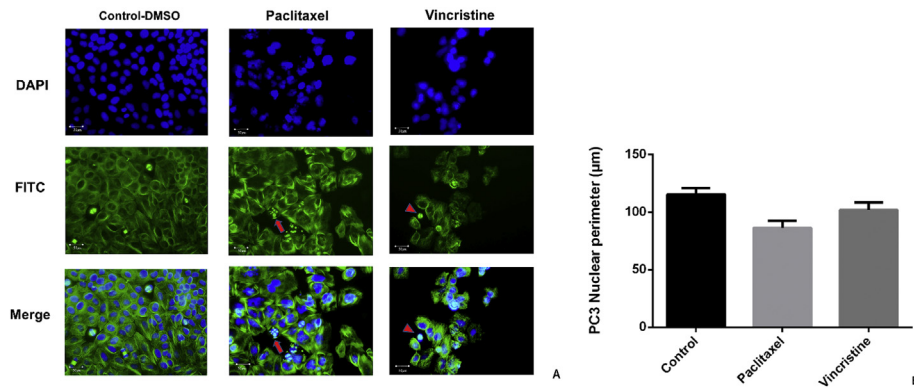 Control-DMSO Paclitaxel Vincristine
DAPI
FITC
Merge
A
PC3 Nuclear perimeter (µm)
150
100
50
0
Control
Paclitaxel
Vincristine